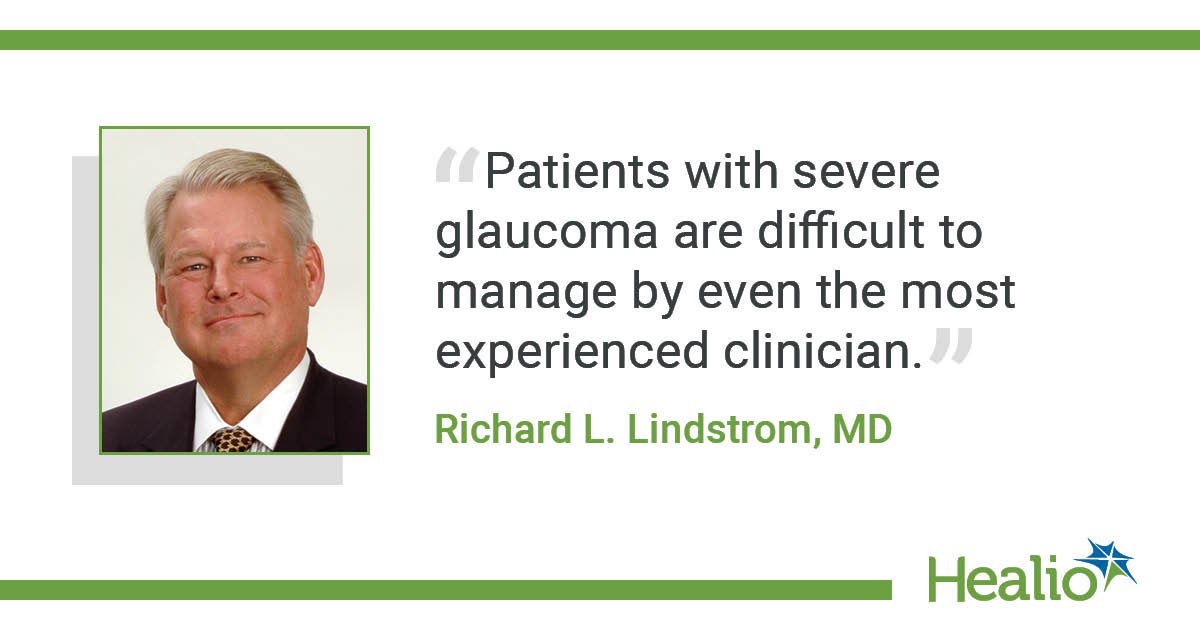 “Patients with severe
glaucoma are difficult to
manage by even the most
experienced clinician.”
Richard L. Lindstrom, MD
Healio